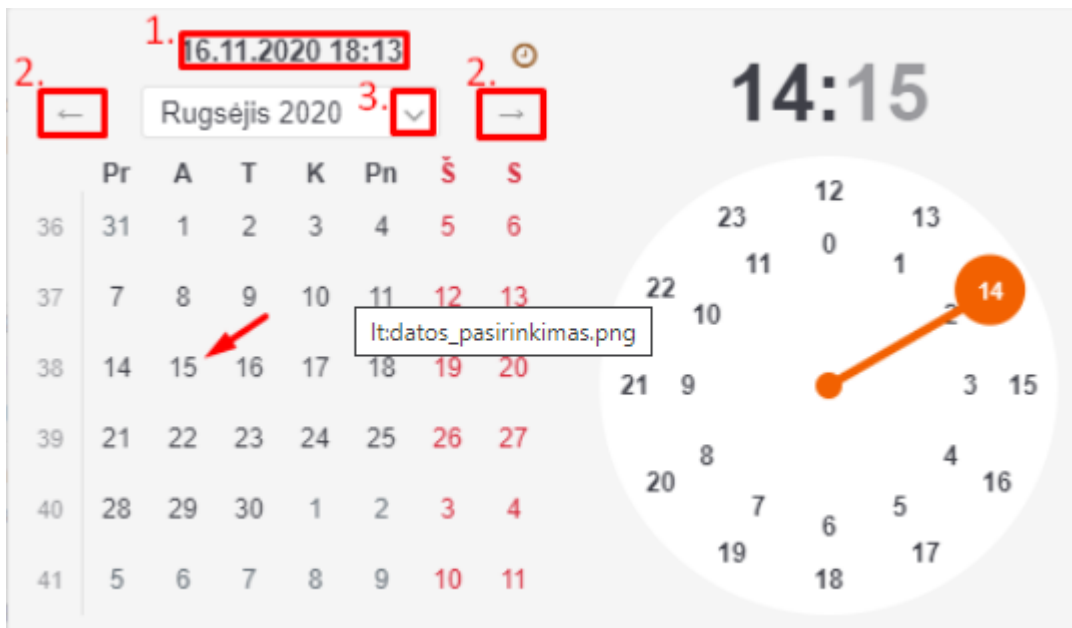 1. 16.11.2020 18:13
2. ← Rugsėjis 2020 3. 2. →
Pr A T K Pn Š S
36 31 1 2 3 4 5 6
37 7 8 9 10 11 12 13
38 14 15 16 17 18 19 20
39 21 22 23 24 25 26 27
40 28 29 30 1 2 3 4
41 5 6 7 8 9 10 11
lt:datos_pasirinkimas.png
14:15
12
23 13
0
11 1
22 14
10 2
21 9 3 15
8 4
20 16
7 5
6
19 17
18